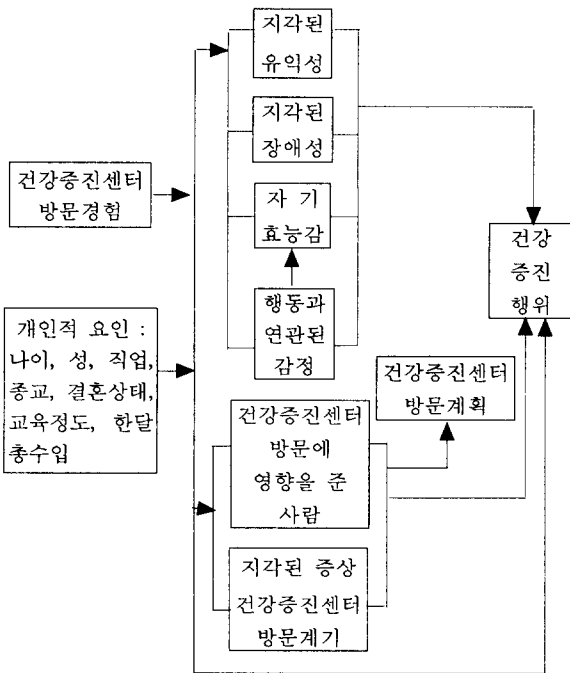 지각된
유익성
지각된
장애성
건강증진센터
방문경험
자 기
효능감
건강
증진
행위
행동과
연관된
감정
개인적 요인 :
나이, 성, 직업,
종교, 결혼상태,
교육정도, 한달
총수입
건강증진센터
방문계획
건강증진센터
방문에
영향을 준
사람
지각된 증상
건강증진센터
방문계기